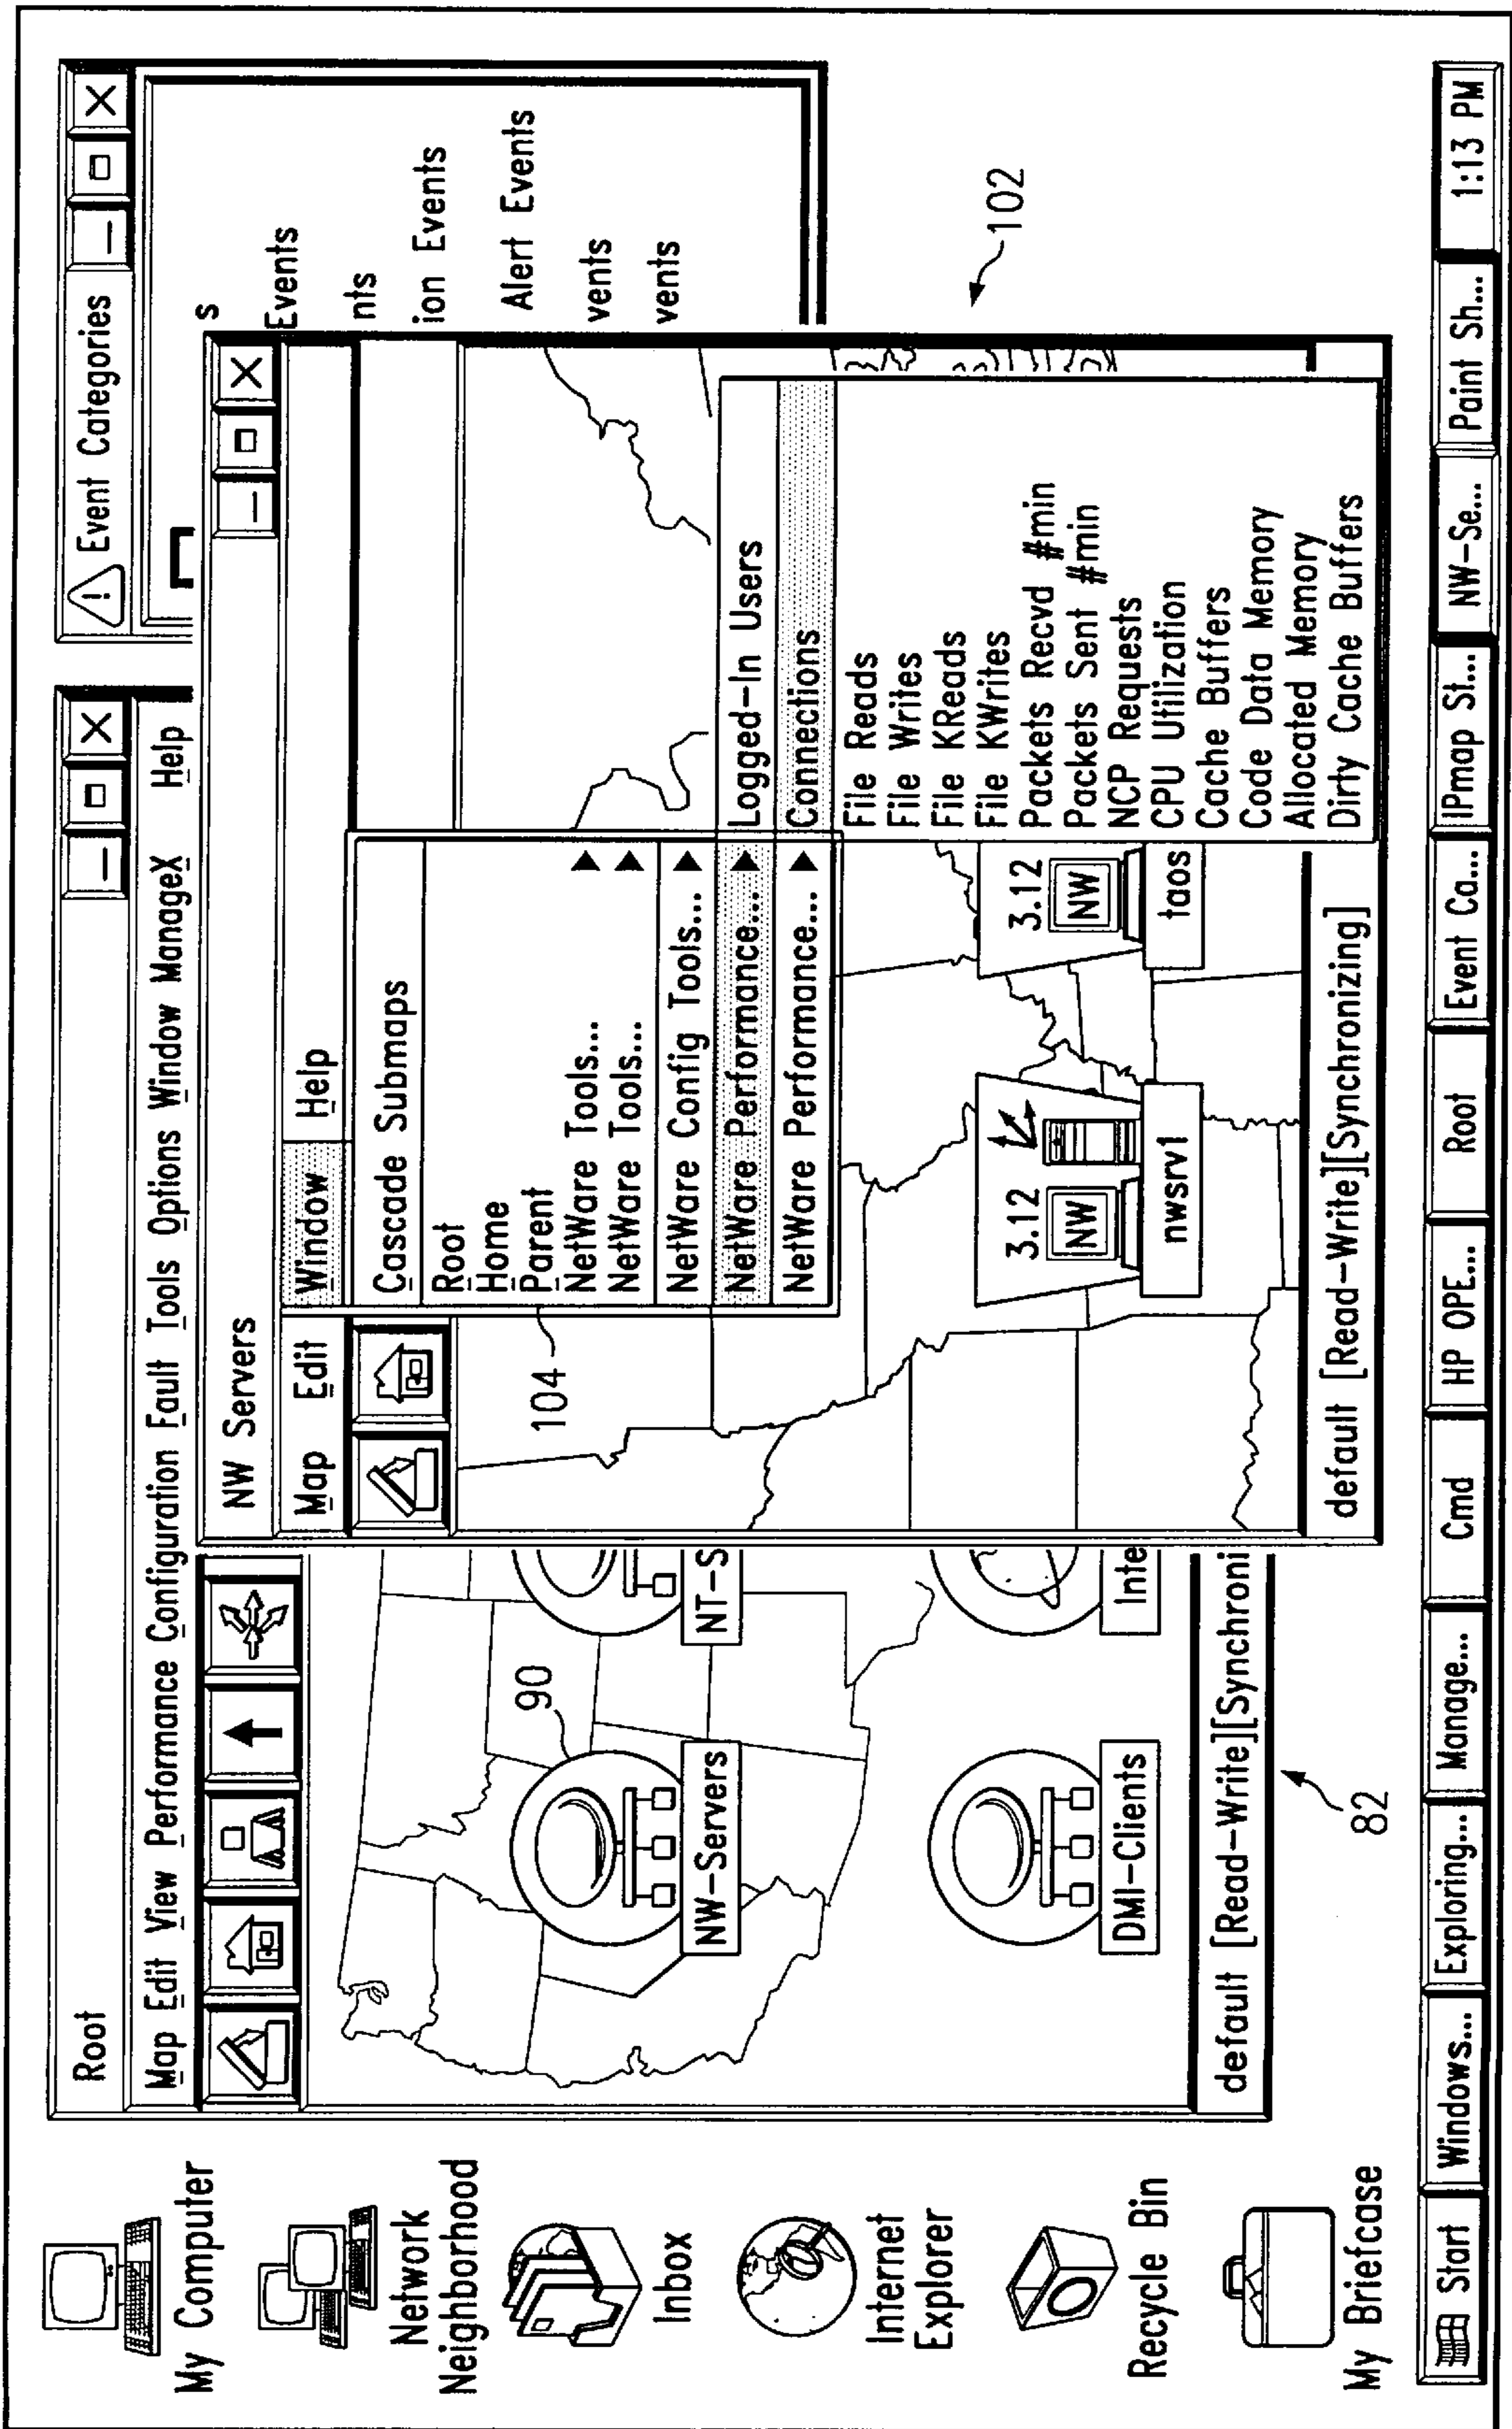 My Computer
Network
Neighborhood
Inbox
Internet
Explorer
Recycle Bin
My Briefcase
Root
Map Edit View Performance Configuration Fault Tools Options Window ManageX Help
90
NW-Servers
NT-S
DMI-Clients
Inte
default [Read-Write][Synchroni
82
Event Categories
s
Events
nts
ion Events
Alert Events
vents
vents
102
NW Servers
Map Edit Window Help
104
Cascade Submaps
Root
Home
Parent
NetWare Tools...
NetWare Tools...
NetWare Config Tools...
NetWare Performance...
NetWare Performance...
Logged-In Users
Connections
File Reads
File Writes
File KReads
File KWrites
Packets Recvd #min
Packets Sent #min
NCP Requests
CPU Utilization
Cache Buffers
Code Data Memory
Allocated Memory
Dirty Cache Buffers
3.12
NW
nwsrv1
3.12
NW
taos
default [Read-Write][Synchronizing]
Start Windows... Exploring... Manage... Cmd HP OPE... Root Event Ca... IPmap St... NW-Se... Paint Sh... 1:13 PM